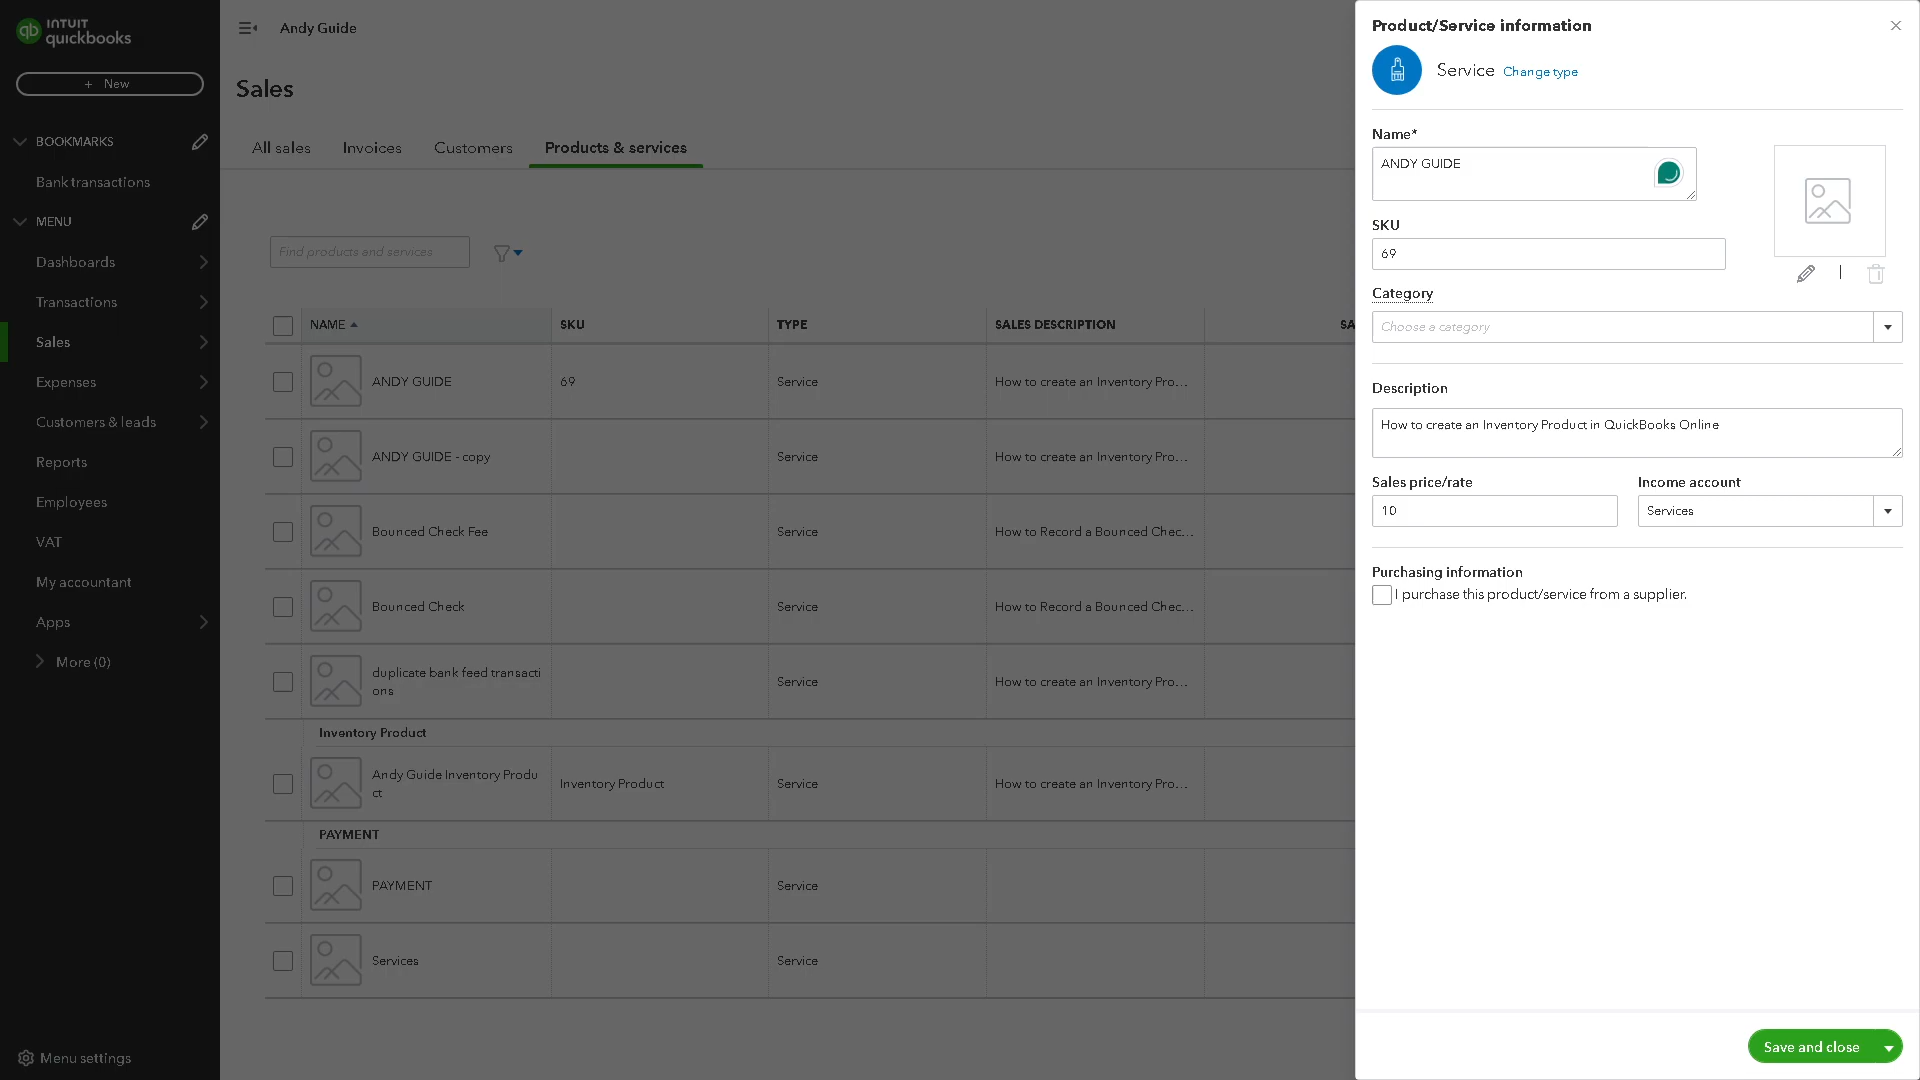 INTUIT
quickbooks
+ New
BOOKMARKS
Bank transactions
MENU
Dashboards
Transactions
Sales
Expenses
Customers & leads
Reports
Employees
VAT
My accountant
Apps
More (0)
Menu settings
Andy Guide
Sales
All sales Invoices Customers Products & services
Find products and services
NAME SKU TYPE SALES DESCRIPTION SA
ANDY GUIDE 69 Service How to create an Inventory Pro...
ANDY GUIDE - copy Service How to create an Inventory Pro...
Bounced Check Fee Service How to Record a Bounced Chec...
Bounced Check Service How to Record a Bounced Chec...
duplicate bank feed transacti
ons
Service How to create an Inventory Pro...
Inventory Product
Andy Guide Inventory Produ
ct
Inventory Product Service How to create an Inventory Pro...
PAYMENT
PAYMENT Service
Services Service
Product/Service information
Service Change type
Name*
ANDY GUIDE
SKU
69
Category
Choose a category
Description
How to create an Inventory Product in QuickBooks Online
Sales price/rate Income account
10 Services
Purchasing information
I purchase this product/service from a supplier.
Save and close